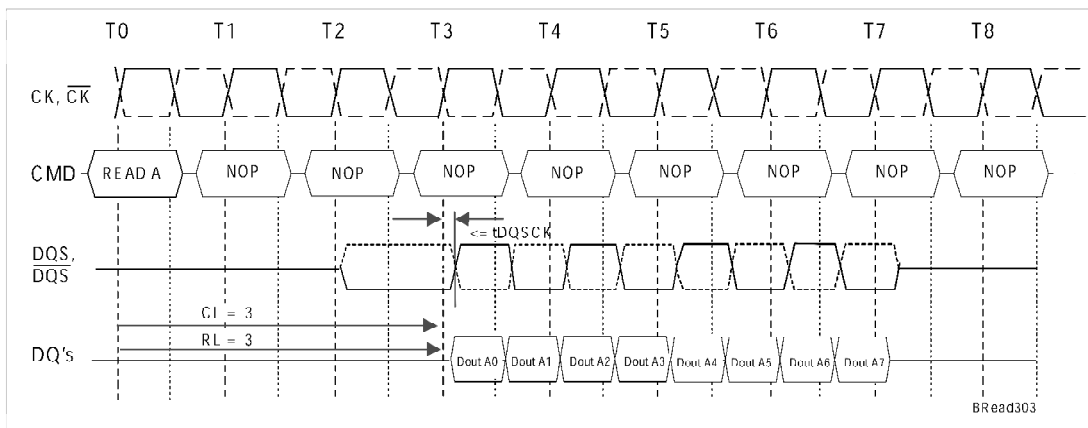 T0 T1 T2 T3 T4 T5 T6 T7 T8
CK, CK
CMD READ A NOP NOP NOP NOP NOP NOP NOP NOP
<= tDQSCK
DQS,
DQS
CL = 3
RL = 3
DQ's Dout A0 Dout A1 Dout A2 Dout A3 Dout A4 Dout A5 Dout A6 Dout A7
BRead303